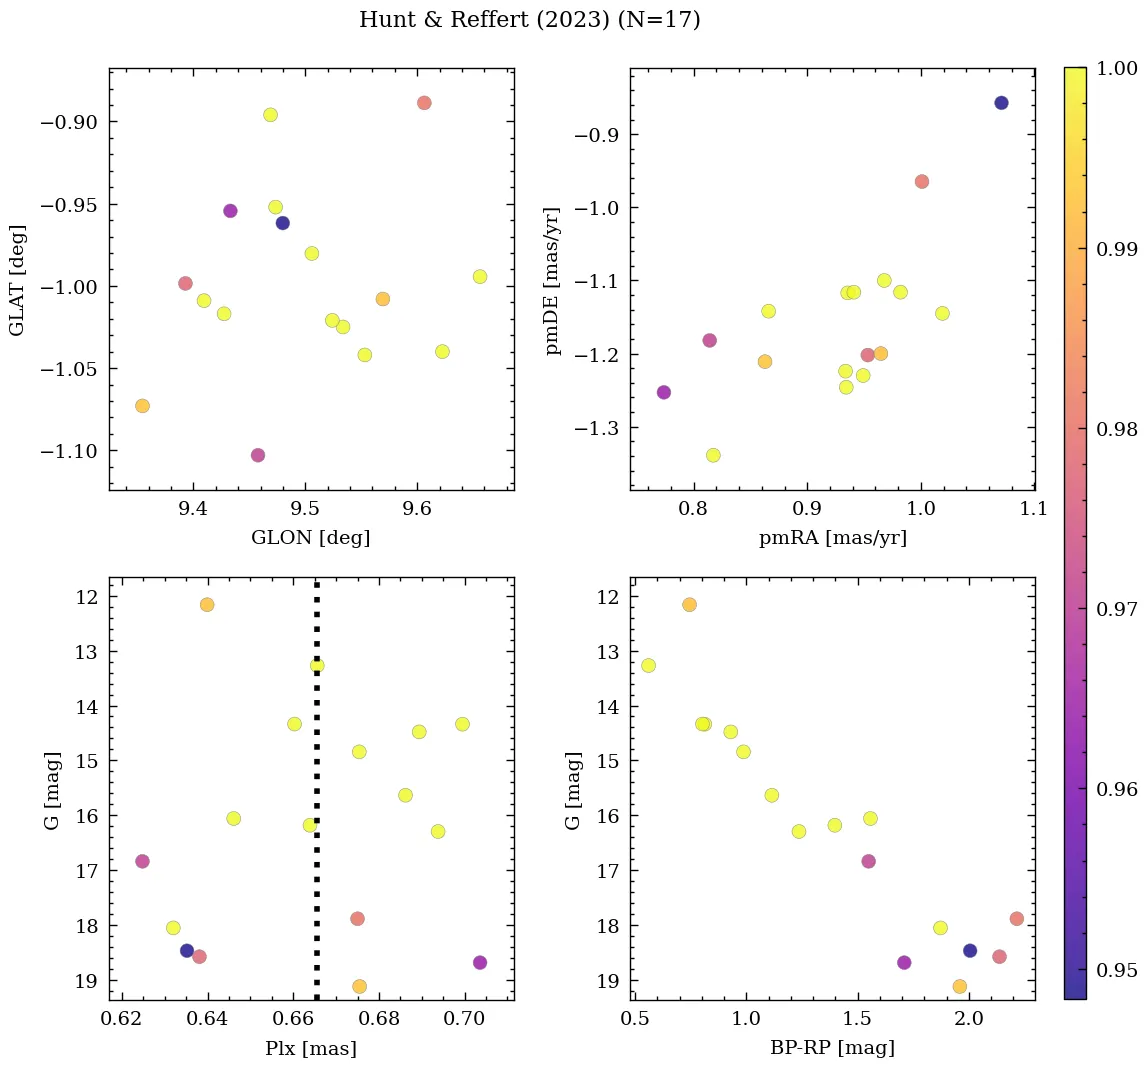 Hunt & Reffert (2023) (N=17)
−0.90
−0.95
−1.00
−1.05
−1.10
GLAT [deg]
9.4 9.5 9.6
GLON [deg]
−0.9
−1.0
−1.1
−1.2
−1.3
pmDE [mas/yr]
0.8 0.9 1.0 1.1
pmRA [mas/yr]
12
13
14
15
16
17
18
19
G [mag]
0.62 0.64 0.66 0.68 0.70
Plx [mas]
12
13
14
15
16
17
18
19
G [mag]
0.5 1.0 1.5 2.0
BP-RP [mag]
1.00
0.99
0.98
0.97
0.96
0.95